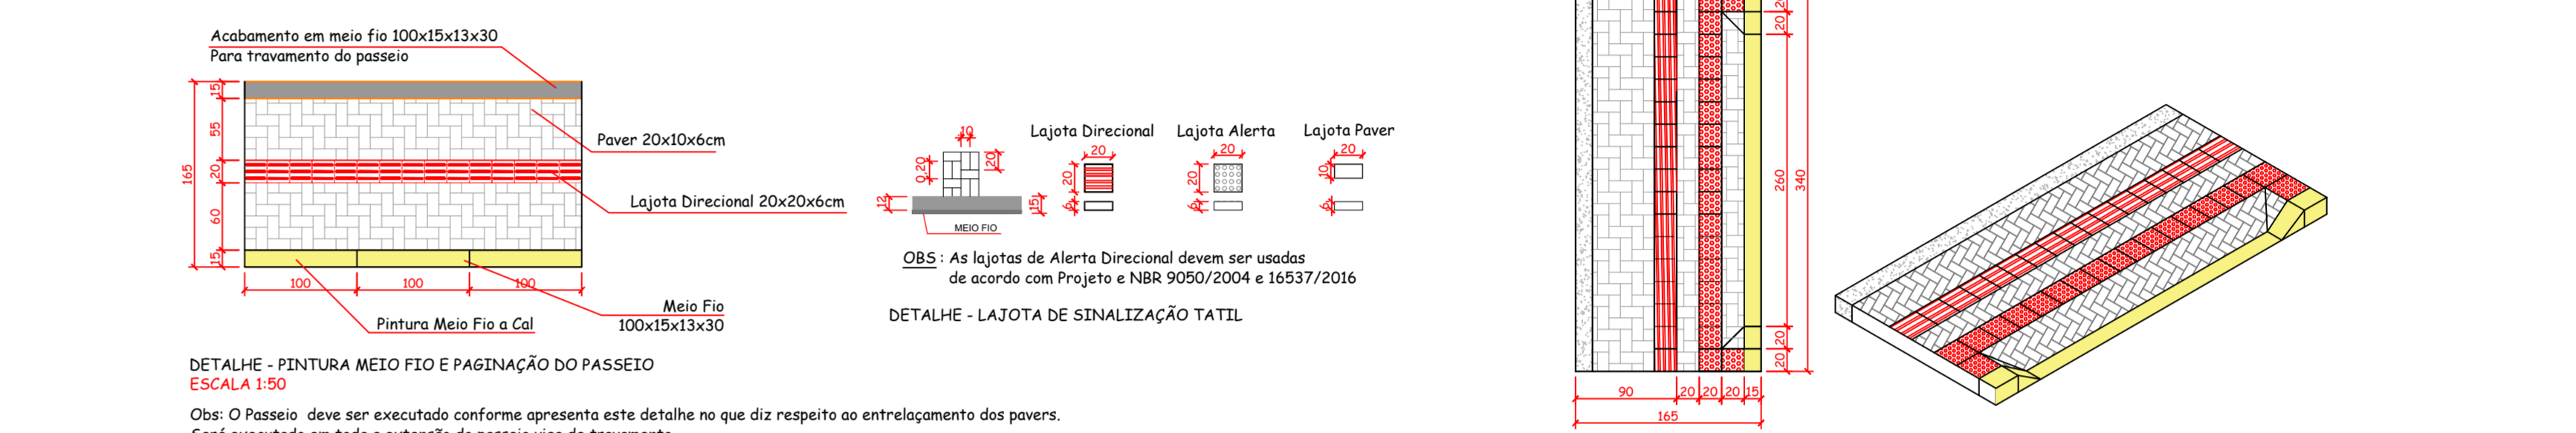 Acabamento em meio fio 100x15x13x30
Para travamento do passeio
15
55
20
60
15
165
Paver 20x10x6cm
Lajota Direcional 20x20x6cm
100
100
100
Meio Fio
100x15x13x30
Pintura Meio Fio a Cal
DETALHE - PINTURA MEIO FIO E PAGINAÇÃO DO PASSEIO
ESCALA 1:50
Obs: O Passeio deve ser executado conforme apresenta este detalhe no que diz respeito ao entrelaçamento dos pavers.
10
20
12
15
MEIO FIO
Lajota Direcional
20
20
6
Lajota Alerta
20
20
6
Lajota Paver
20
10
6
OBS : As lajotas de Alerta Direcional devem ser usadas
de acordo com Projeto e NBR 9050/2004 e 16537/2016
DETALHE - LAJOTA DE SINALIZAÇÃO TATIL
20
260
340
20
20
90
20
20
20
15
165